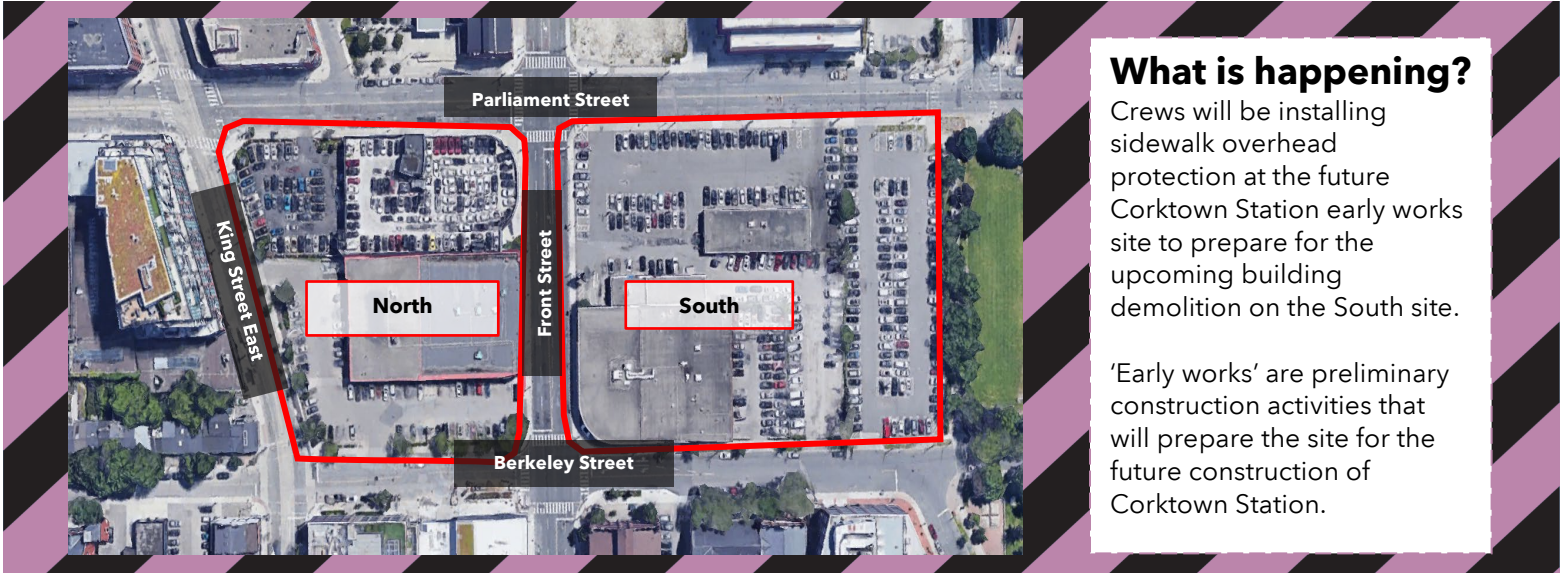 Parliament Street
King Street East
North
Front Street
South
Berkeley Street
What is happening?
Crews will be installing
sidewalk overhead
protection at the future
Corktown Station early works
site to prepare for the
upcoming building
demolition on the South site.
‘Early works’ are preliminary
construction activities that
will prepare the site for the
future construction of
Corktown Station.